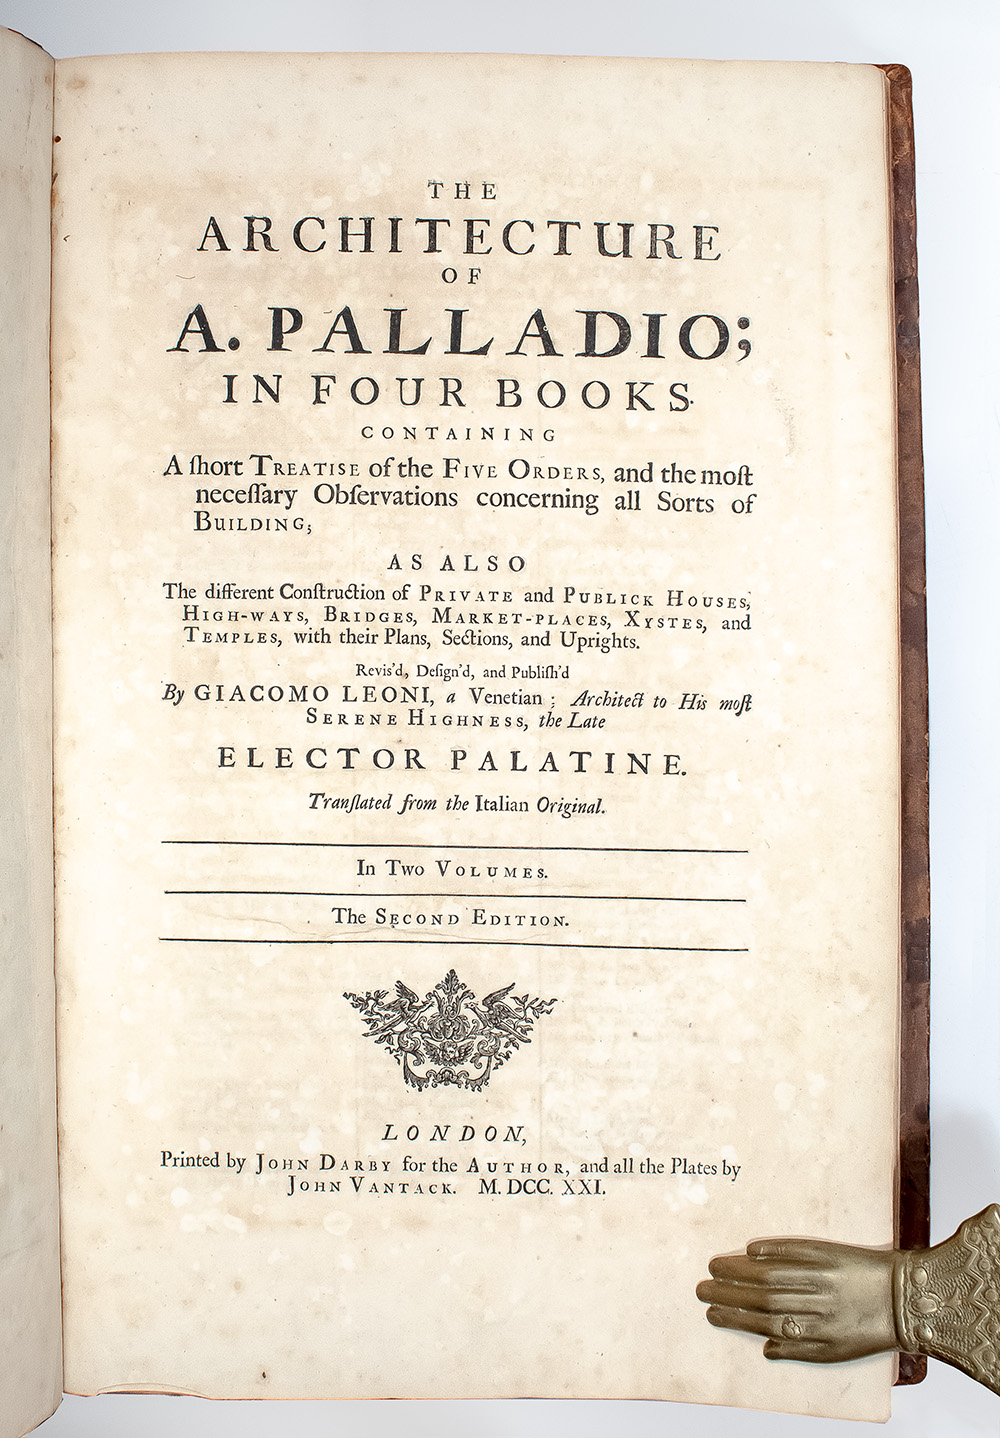 THE
ARCHITECTURE
OF
A. PALLADIO;
IN FOUR BOOKS.
CONTAINING
A ſhort TREATISE of the FIVE ORDERS, and the moſt
neceſſary Obſervations concerning all Sorts of
BUILDING;
AS ALSO
The different Conſtruction of PRIVATE and PUBLICK HOUSES,
HIGH-WAYS, BRIDGES, MARKET-PLACES, XYSTES, and
TEMPLES, with their Plans, Sections, and Uprights.
Revis'd, Deſign'd, and Publiſh'd
By GIACOMO LEONI, a Venetian; Architect to His moſt
SERENE HIGHNESS, the Late
ELECTOR PALATINE.
Tranſlated from the Italian Original.
In Two VOLUMES.
The SECOND EDITION.
LONDON,
Printed by JOHN DARBY for the AUTHOR, and all the Plates by
JOHN VANTACK. M. DCC. XXI.